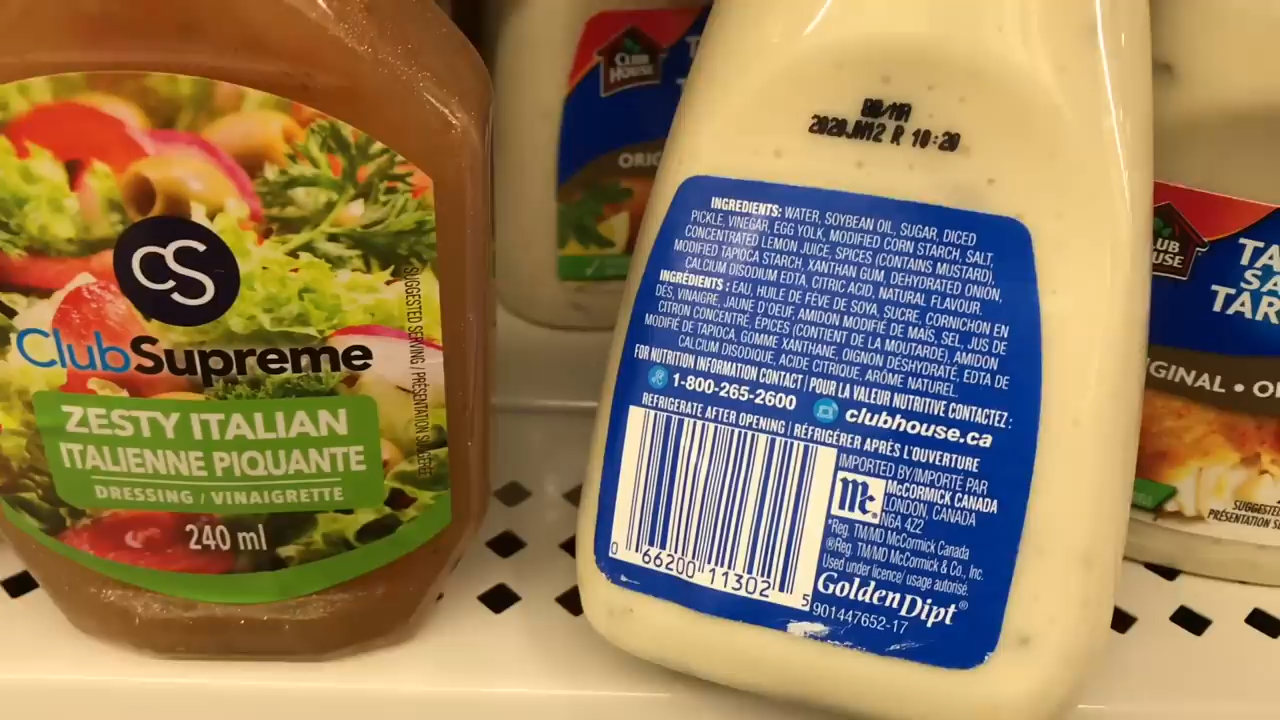 CS
ClubSupreme
ZESTY ITALIAN
ITALIENNE PIQUANTE
DRESSING / VINAIGRETTE
240 ml
SUGGESTED SERVING / PRÉSENTATION SUGGÉRÉE
CLUB
HOUSE
ORIG
BB/MA
2020JN12 R 10:20
INGREDIENTS: WATER, SOYBEAN OIL, SUGAR, DICED
PICKLE, VINEGAR, EGG YOLK, MODIFIED CORN STARCH, SALT,
CONCENTRATED LEMON JUICE, SPICES (CONTAINS MUSTARD),
MODIFIED TAPIOCA STARCH, XANTHAN GUM, DEHYDRATED ONION,
CALCIUM DISODIUM EDTA, CITRIC ACID, NATURAL FLAVOUR.
INGRÉDIENTS : EAU, HUILE DE FÈVE DE SOYA, SUCRE, CORNICHON EN
DÉS, VINAIGRE, JAUNE D'OEUF, AMIDON MODIFIÉ DE MAÏS, SEL, JUS DE
CITRON CONCENTRÉ, ÉPICES (CONTIENT DE LA MOUTARDE), AMIDON
MODIFIÉ DE TAPIOCA, GOMME XANTHANE, OIGNON DÉSHYDRATÉ, EDTA DE
CALCIUM DISODIQUE, ACIDE CITRIQUE, ARÔME NATUREL.
FOR NUTRITION INFORMATION CONTACT / POUR LA VALEUR NUTRITIVE CONTACTEZ :
1-800-265-2600 clubhouse.ca
REFRIGERATE AFTER OPENING | RÉFRIGÉRER APRÈS L'OUVERTURE
IMPORTED BY/IMPORTÉ PAR
Mc
McCORMICK CANADA
LONDON, CANADA
N6A 4Z2
*Reg. TM/MD McCormick Canada
®Reg. TM/MD McCormick & Co., Inc.
Used under licence/ usage autorisé.
GoldenDipt®
901447652-17
0 66200 11302 5
UB
USE
TA
SA
TAR
IGINAL • O
SUGGESTE
PRÉSENTATION S